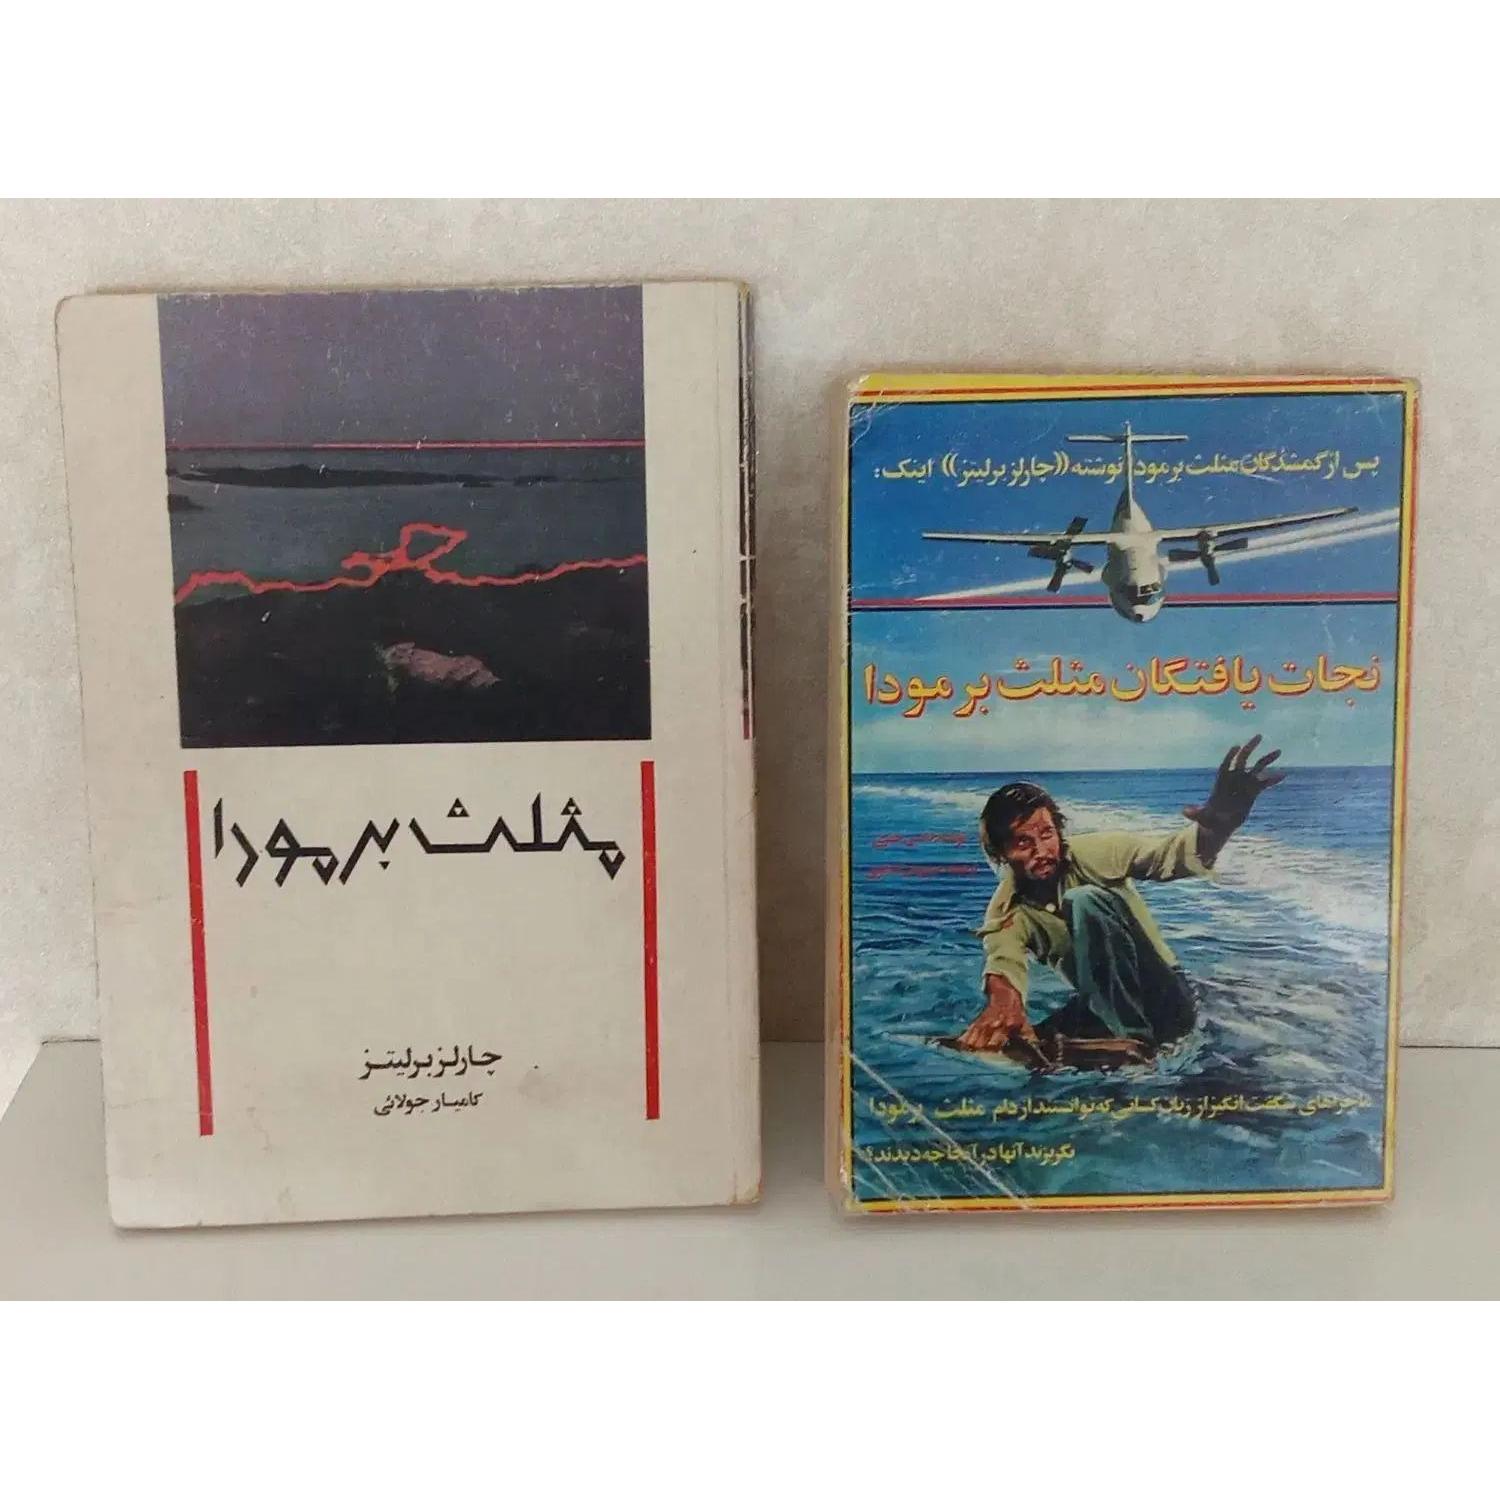 مثلث برمودا
چارلز برلیتز
کامیار جولائی
پس از گمشدگان مثلث برمودا نوشته ((چارلز برلیتز)) اینک:
نجات یافتگان مثلث برمودا
ماجراهای شگفت انگیز از زبان کسانی که توانستند از دام مثلث برمودا
بگریزند آنها در آنجا چه دیدند؟